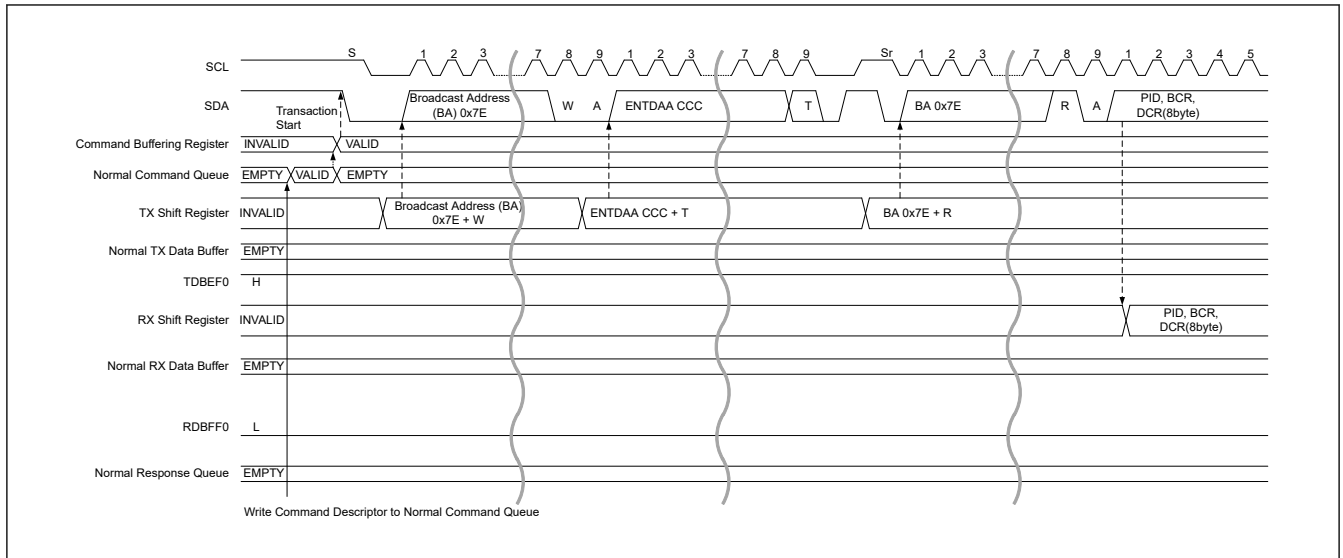 S 1 2 3 7 8 9 1 2 3 7 8 9 Sr 1 2 3 7 8 9 1 2 3 4 5
SCL
SDA
Transaction
Start
Broadcast Address
(BA) 0x7E
W A ENTDAA CCC T BA 0x7E R A
PID, BCR,
DCR(8byte)
Command Buffering Register INVALID VALID
Normal Command Queue EMPTY VALID EMPTY
TX Shift Register INVALID
Broadcast Address (BA)
0x7E + W
ENTDAA CCC + T BA 0x7E + R
Normal TX Data Buffer EMPTY
TDBEF0 H
RX Shift Register INVALID
PID, BCR,
DCR(8byte)
Normal RX Data Buffer EMPTY
RDBFF0 L
Normal Response Queue EMPTY
Write Command Descriptor to Normal Command Queue